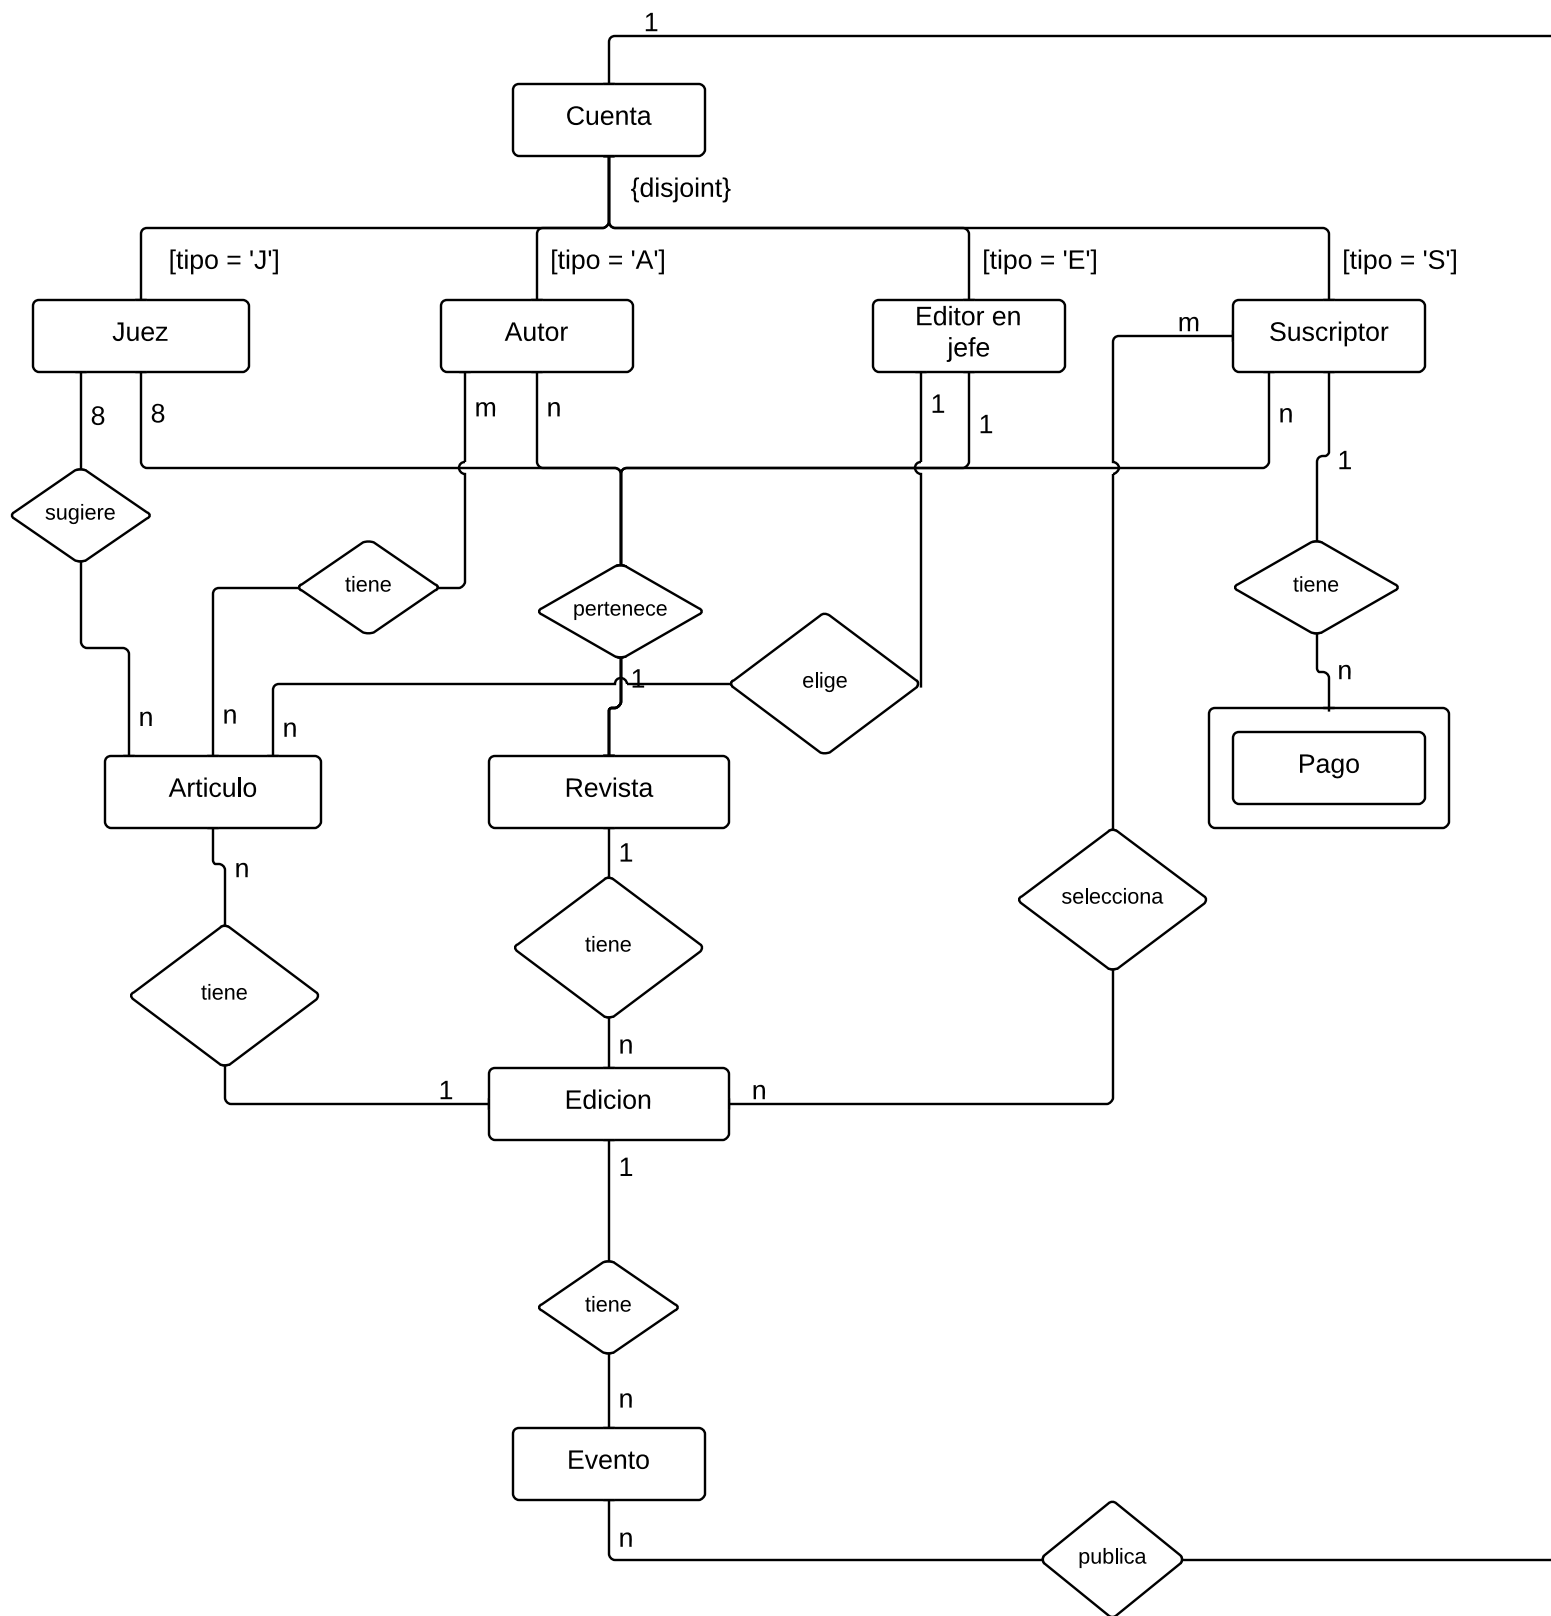 1
Cuenta
{disjoint}
[tipo = 'J']
[tipo = 'A']
[tipo = 'E']
[tipo = 'S']
Juez
Autor
Editor en
jefe
m
Suscriptor
8
8
m
n
1
1
n
1
sugiere
tiene
pertenece
tiene
1
elige
n
n
n
n
Articulo
Revista
Pago
n
1
selecciona
tiene
tiene
n
1
Edicion
n
1
tiene
n
Evento
n
publica